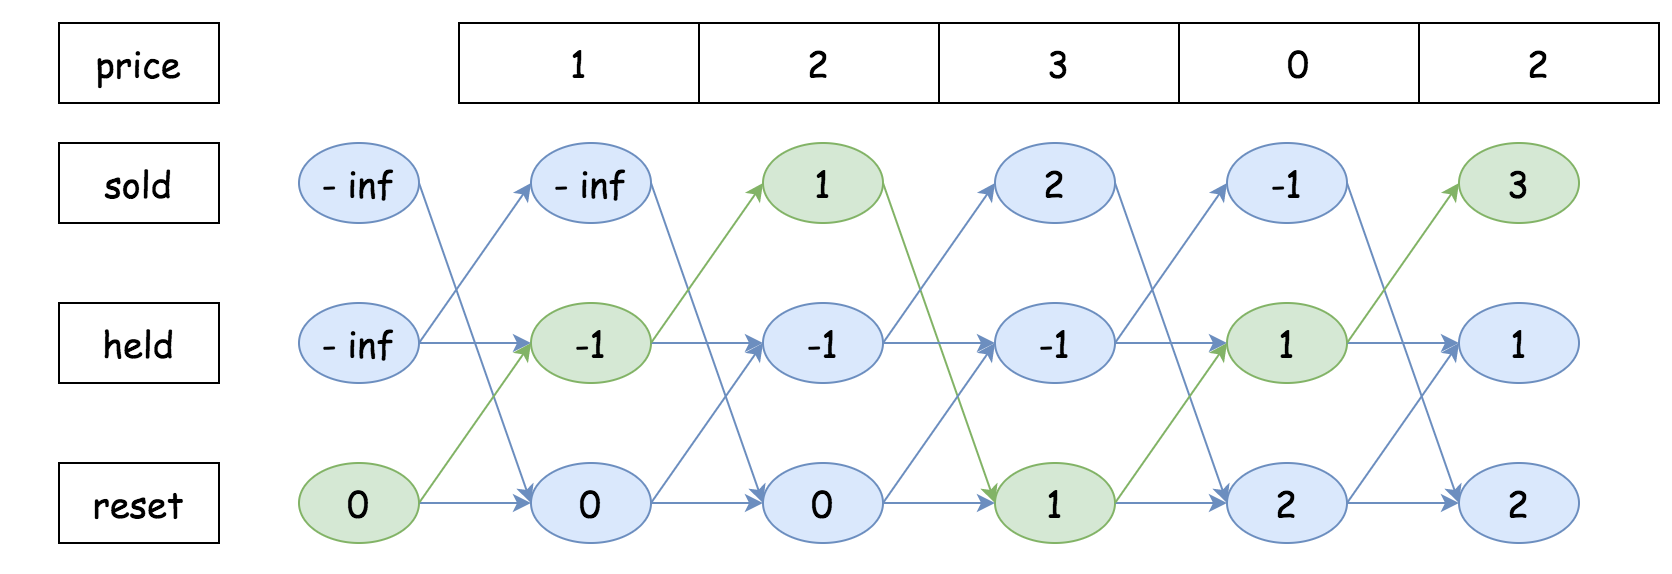 price 1 2 3 0 2
sold - inf - inf 1 2 -1 3
held - inf -1 -1 -1 1 1
reset 0 0 0 1 2 2